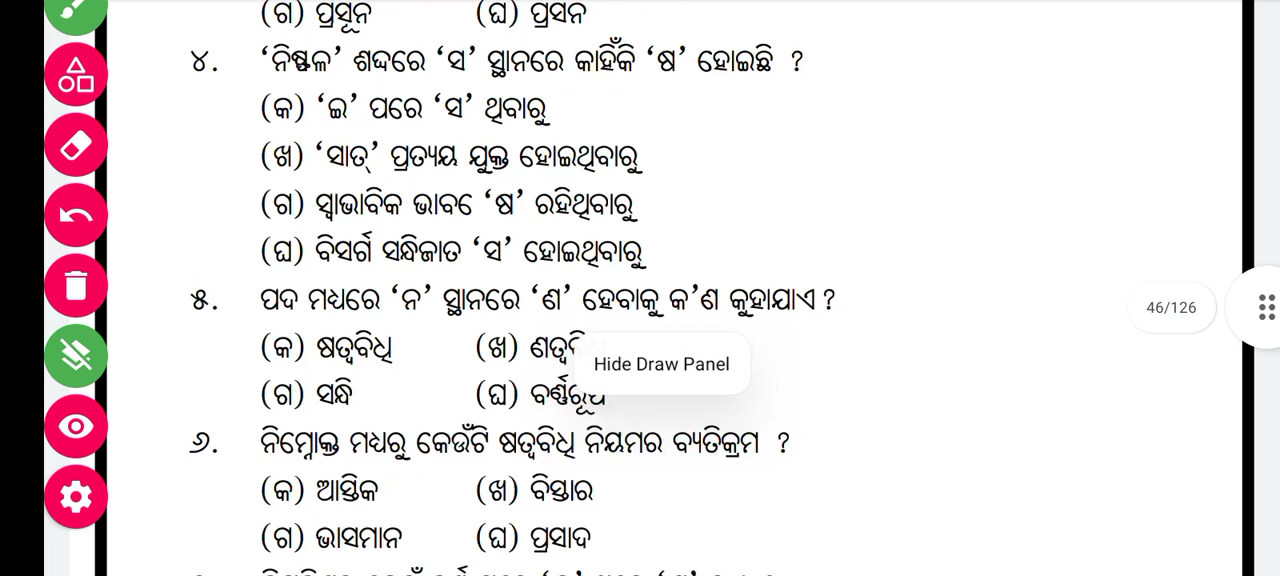 (ଗ) ପ୍ରସୂନ (ଘ) ପ୍ରସନ
୪. ‘ନିଷ୍ଫଳ’ ଶବ୍ଦରେ ‘ସ’ ସ୍ଥାନରେ କାହିଁକି ‘ଷ’ ହୋଇଛି ?
(କ) ‘ଇ’ ପରେ ‘ସ’ ଥିବାରୁ
(ଖ) ‘ସାତ୍’ ପ୍ରତ୍ୟୟ ଯୁକ୍ତ ହୋଇଥିବାରୁ
(ଗ) ସ୍ୱାଭାବିକ ଭାବେ ‘ଷ’ ରହିଥିବାରୁ
(ଘ) ବିସର୍ଗ ସନ୍ଧିଜାତ ‘ସ’ ହୋଇଥିବାରୁ
୫. ପଦ ମଧ୍ୟରେ ‘ନ’ ସ୍ଥାନରେ ‘ଣ’ ହେବାକୁ କ’ଣ କୁହାଯାଏ ?
46/126
(କ) ଷତ୍ୱବିଧି (ଖ)
Hide Draw Panel
(ଗ) ସନ୍ଧି (ଘ)
୬. ନିମ୍ନୋକ୍ତ ମଧ୍ୟରୁ କେଉଁଟି ଷତ୍ୱବିଧି ନିୟମର ବ୍ୟତିକ୍ରମ ?
(କ) ଆସ୍ତିକ (ଖ) ବିସ୍ତାର
(ଗ) ଭାସମାନ (ଘ) ପ୍ରସାଦ